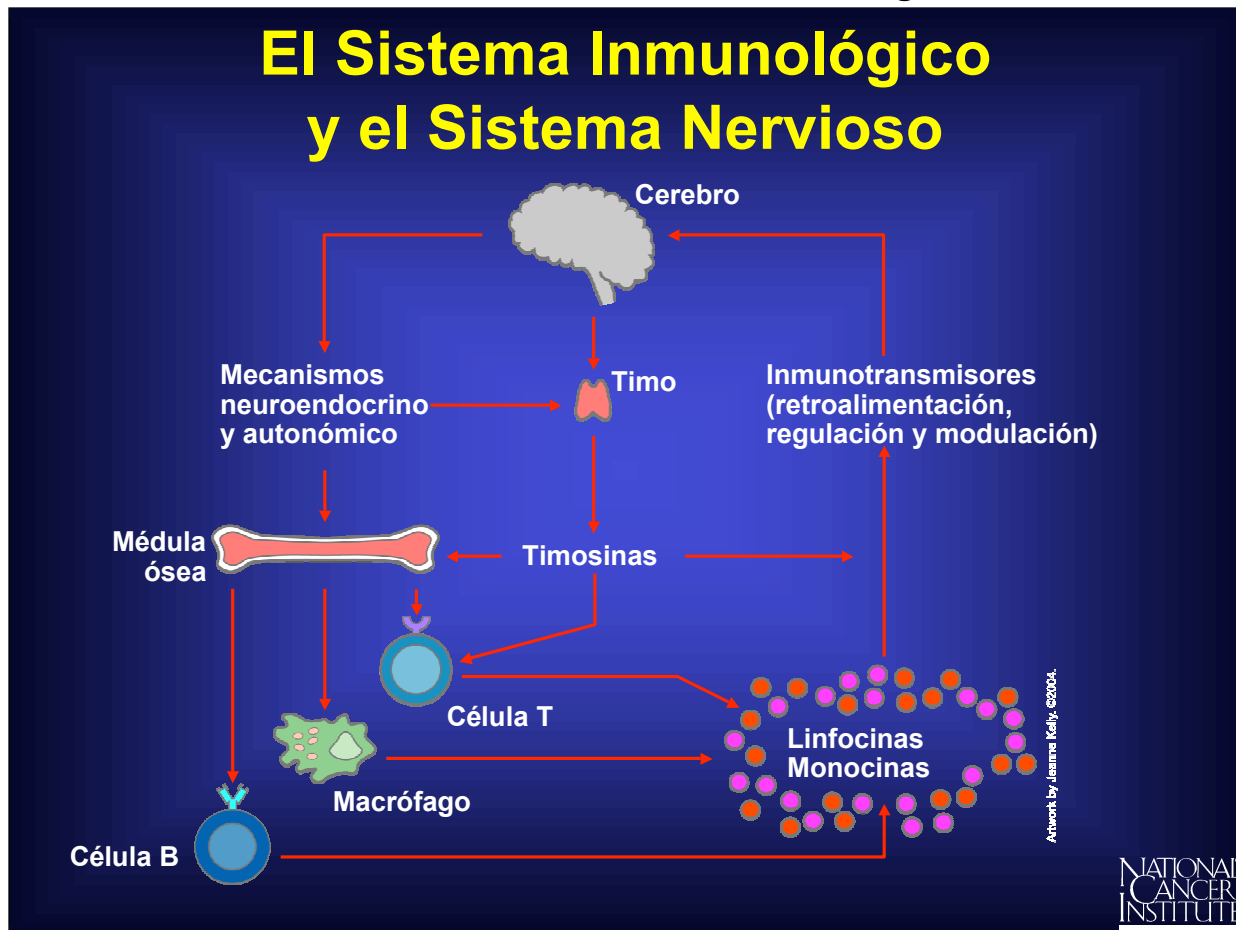 El Sistema Inmunológico
y el Sistema Nervioso
Cerebro
Mecanismos
neuroendocrino
y autonómico
Timo
Inmunotransmisores
(retroalimentación,
regulación y modulación)
Médula
ósea
Timosinas
Célula T
Linfocinas
Monocinas
Macrófago
Célula B
Artwork by Jeanne Kelly. ©2004.
NATIONAL
CANCER
INSTITUTE